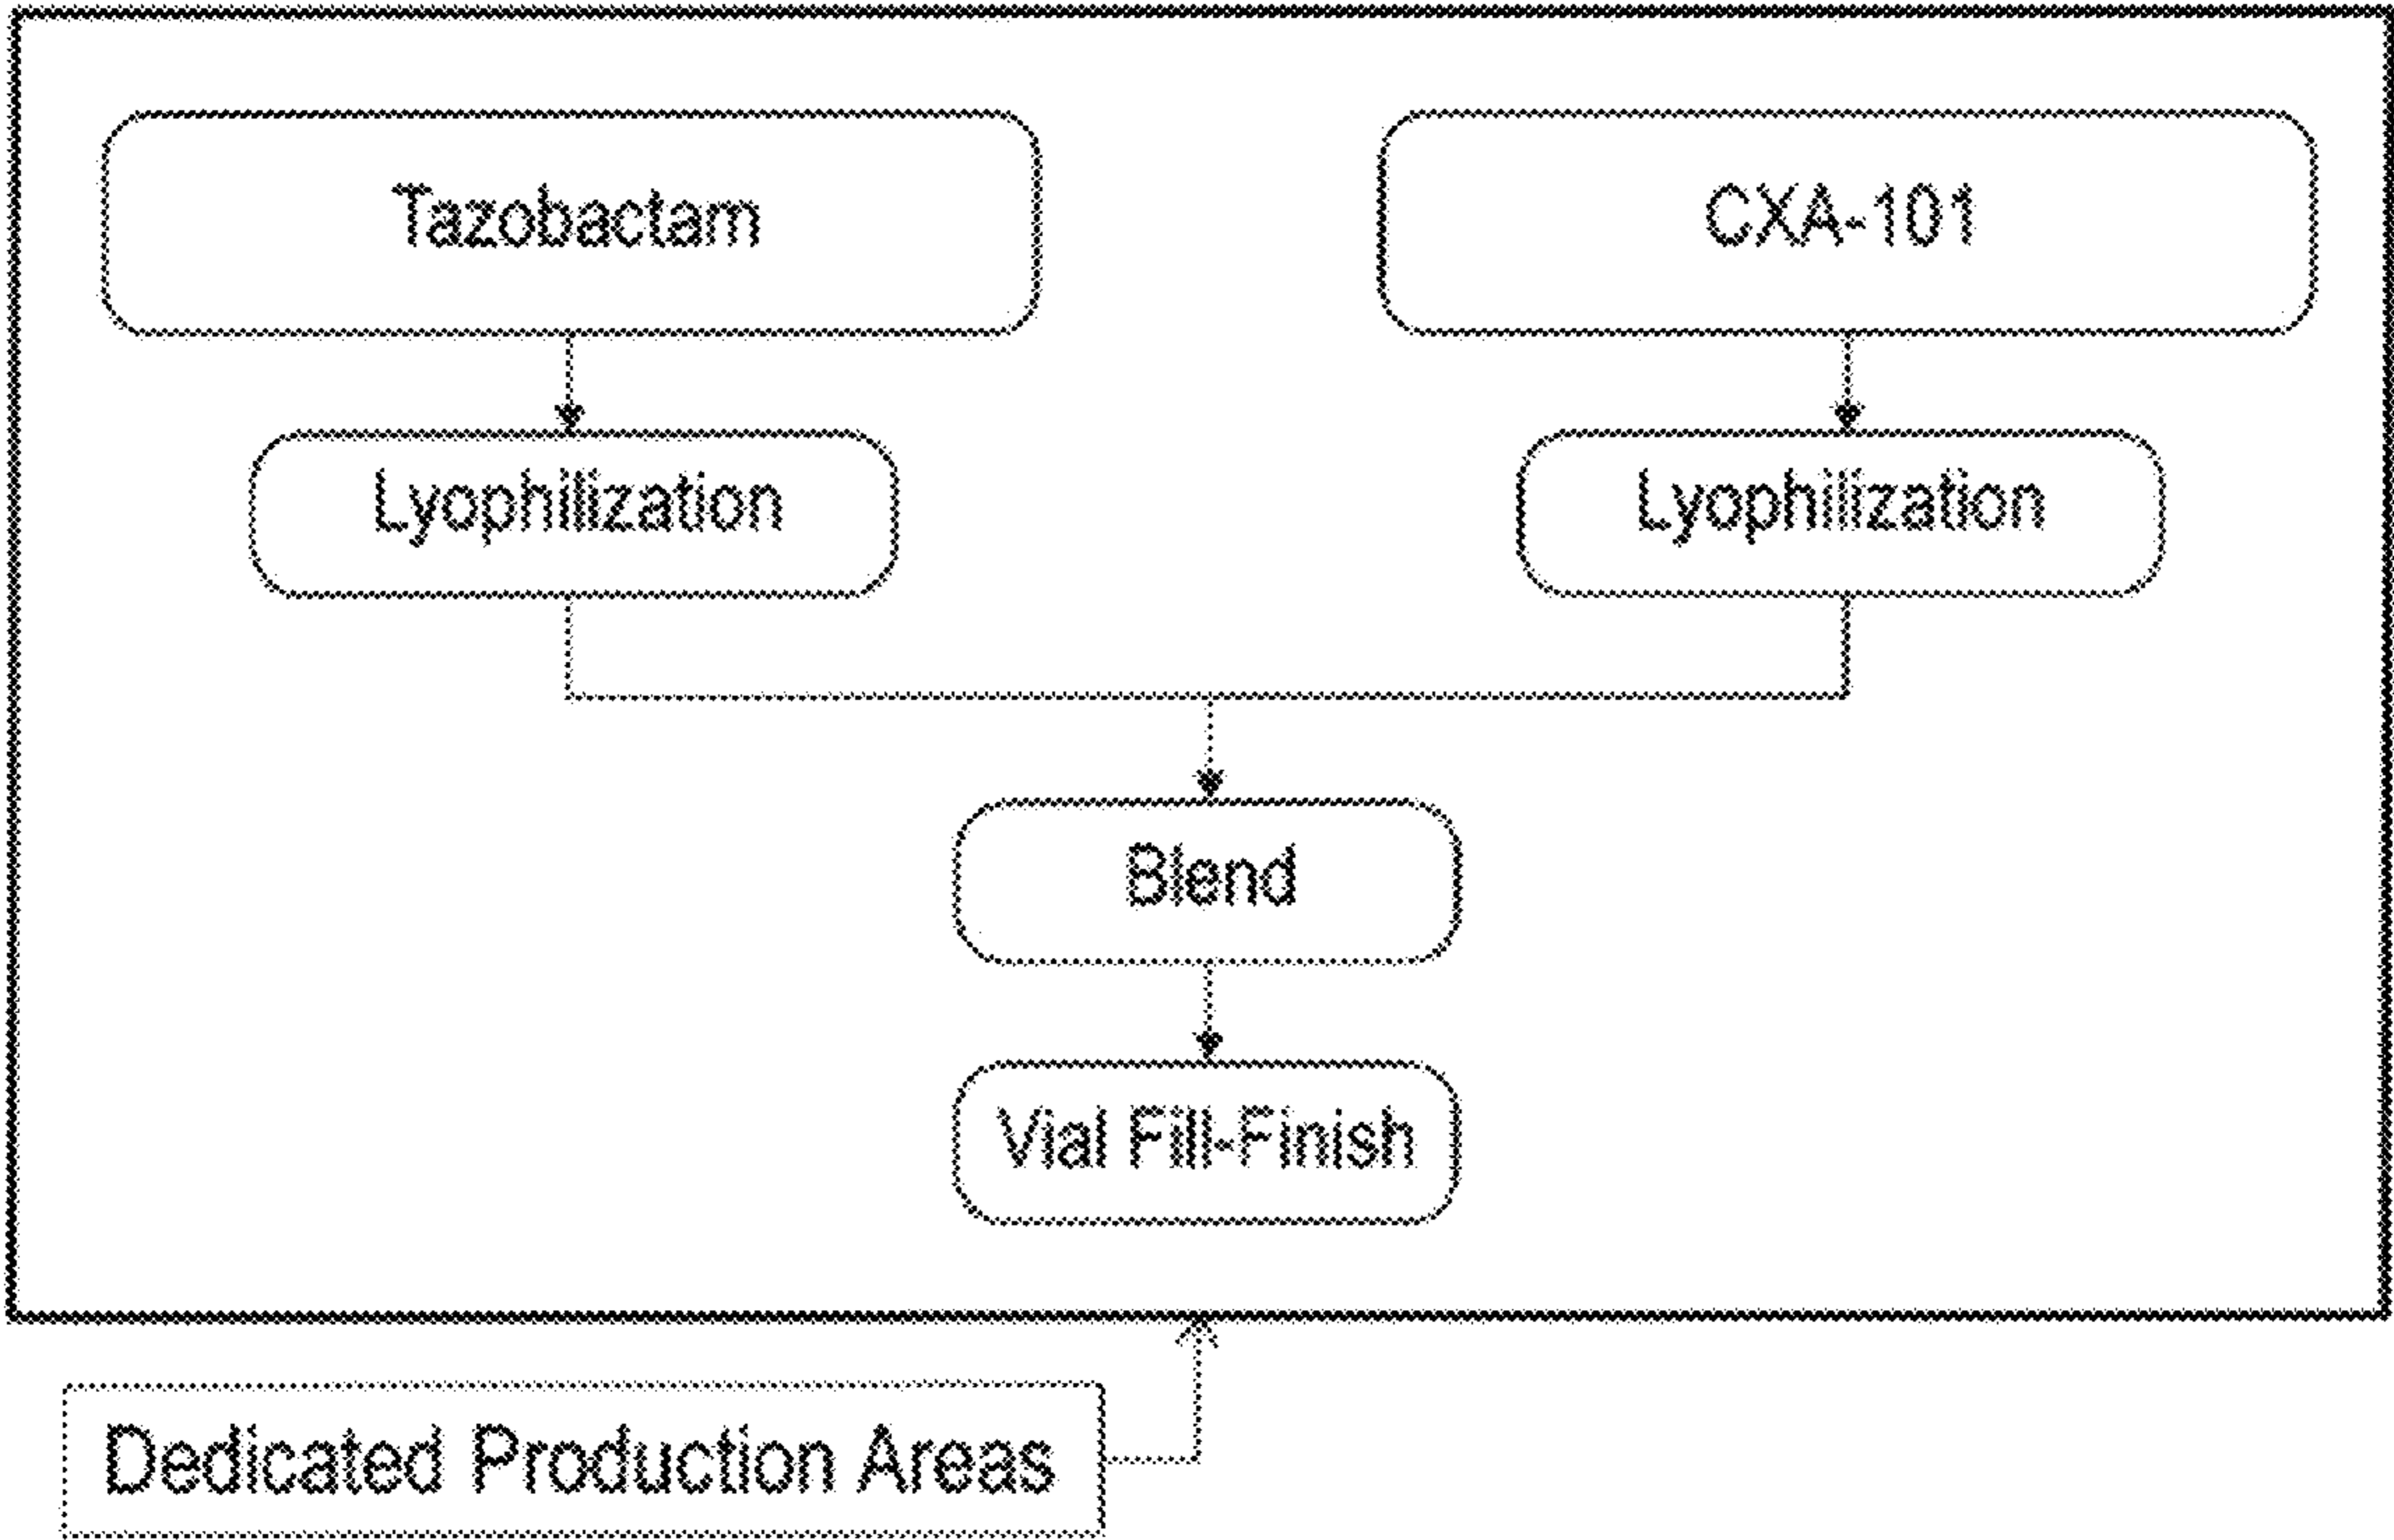 Tazobactam
CXA-101
Lyophilization
Lyophilization
Blend
Vial Fill-Finish
Dedicated Production Areas